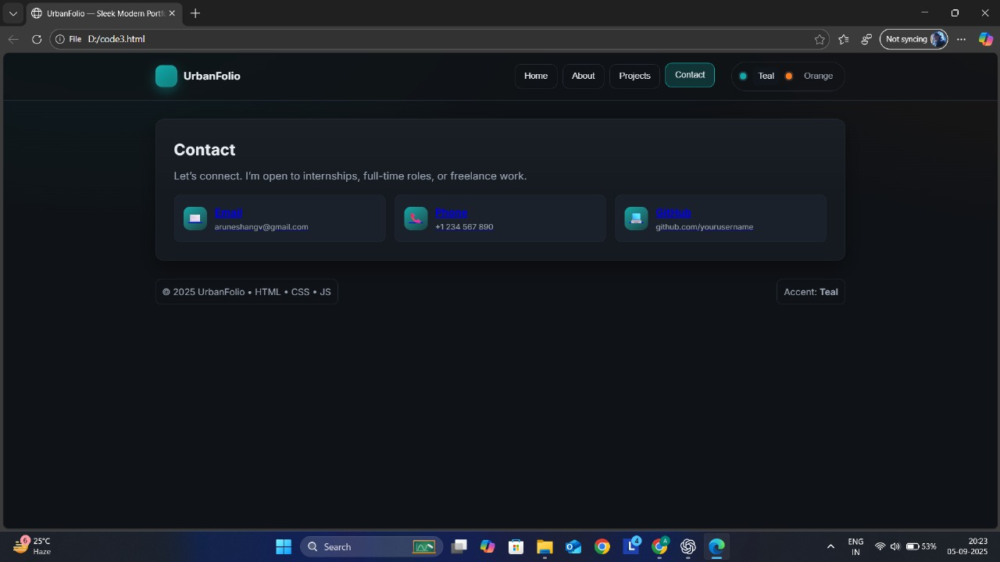 UrbanFolio — Sleek Modern Portf
File D:/code3.html
Not syncing
UrbanFolio
Home About Projects Contact Teal Orange
Contact
Let’s connect. I’m open to internships, full-time roles, or freelance work.
Email
aruneshangv@gmail.com
Phone
+1 234 567 890
GitHub
github.com/yourusername
© 2025 UrbanFolio • HTML • CSS • JS
Accent: Teal
6
25°C
Haze
Search
L
4
A
ENG
IN
53%
20:23
05-09-2025